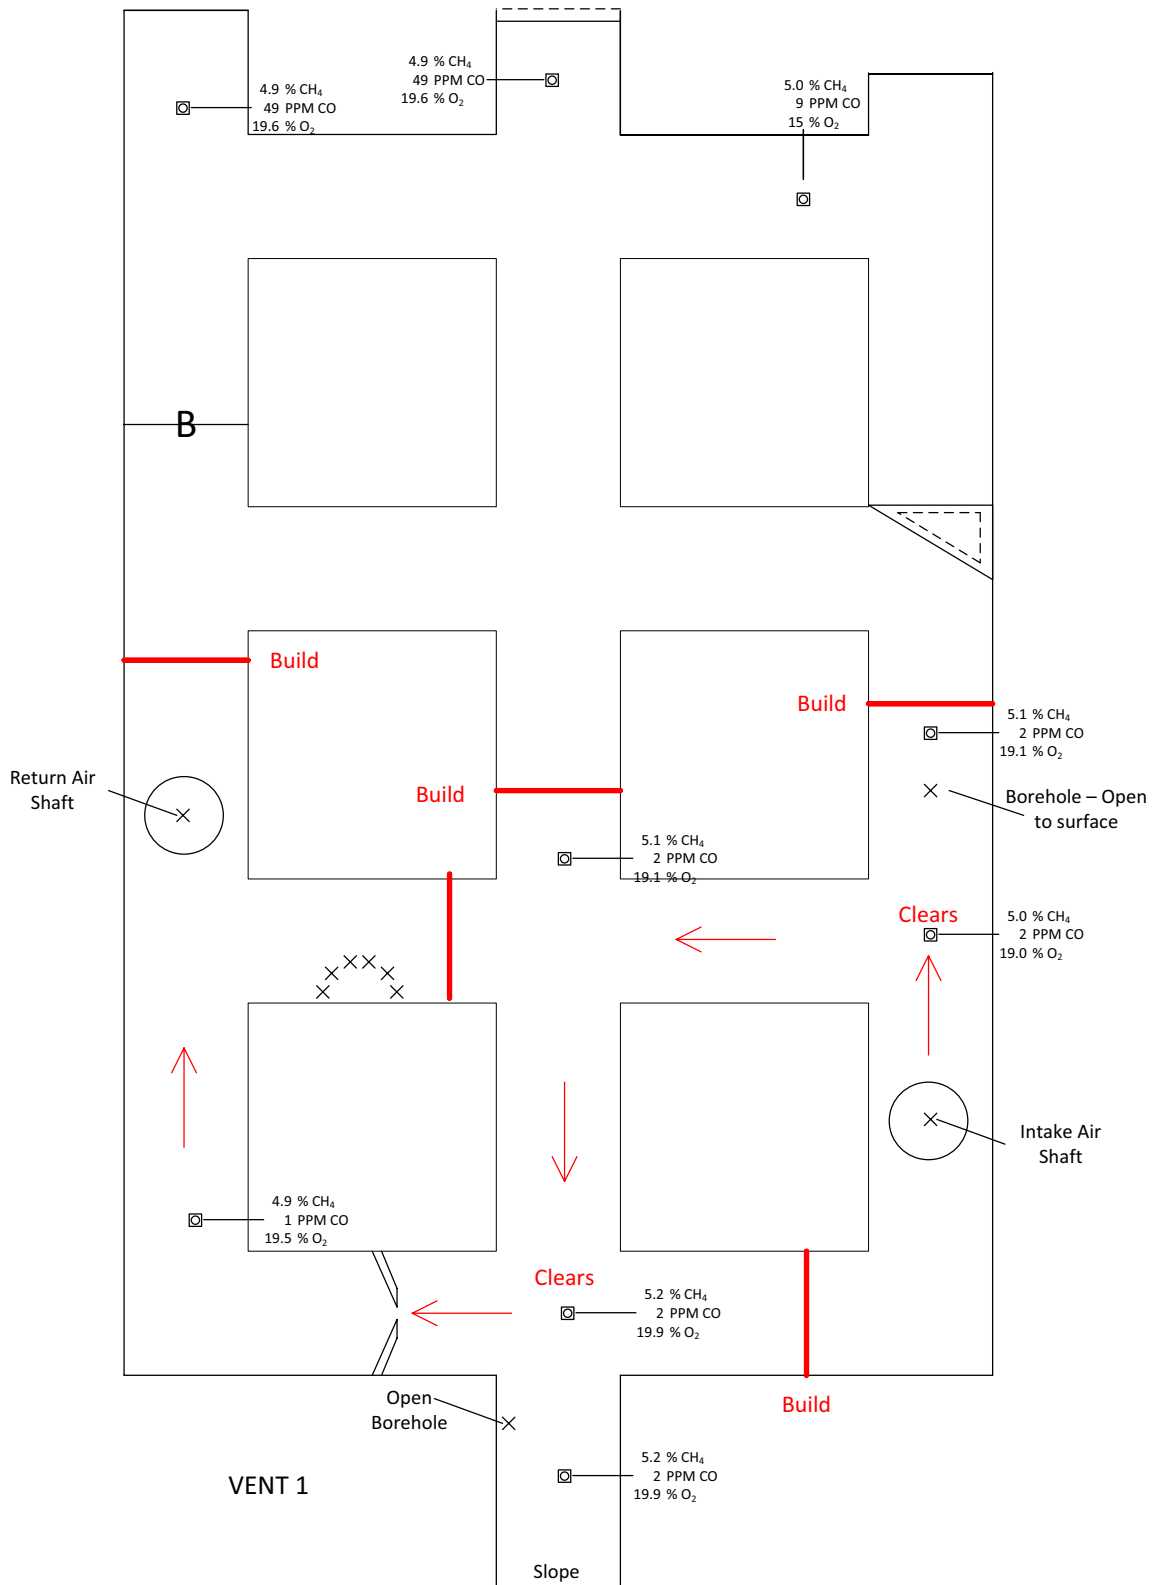 4.9 % CH₄
49 PPM CO
19.6 % O₂
4.9 % CH₄
49 PPM CO
19.6 % O₂
5.0 % CH₄
9 PPM CO
15 % O₂
B
Build
Build
5.1 % CH₄
2 PPM CO
19.1 % O₂
Return Air
Shaft
Build
Borehole – Open
to surface
5.1 % CH₄
2 PPM CO
19.1 % O₂
Clears
5.0 % CH₄
2 PPM CO
19.0 % O₂
Intake Air
Shaft
4.9 % CH₄
1 PPM CO
19.5 % O₂
Clears
5.2 % CH₄
2 PPM CO
19.9 % O₂
Open
Borehole
Build
5.2 % CH₄
2 PPM CO
19.9 % O₂
VENT 1
Slope